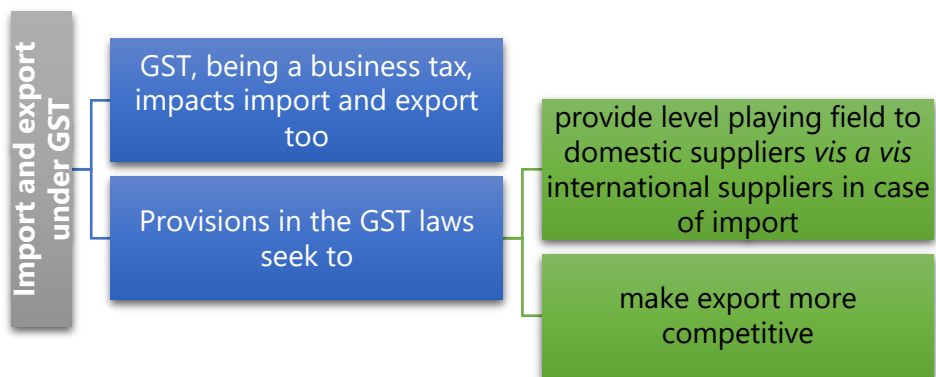 Import and export
under GST
GST, being a business tax,
impacts import and export
too
Provisions in the GST laws
seek to
provide level playing field to
domestic suppliers vis a vis
international suppliers in case
of import
make export more
competitive